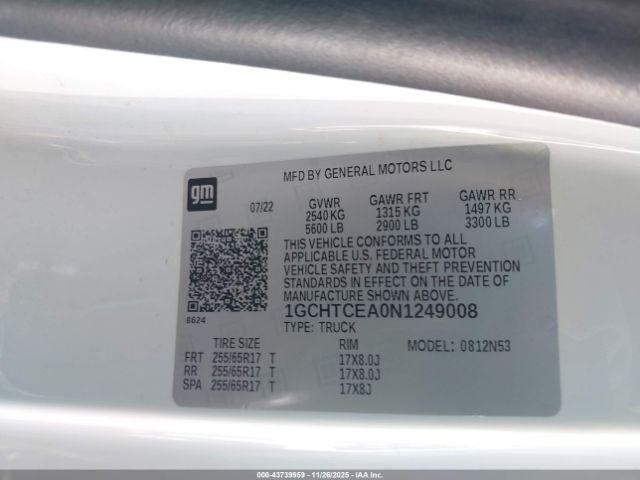 gm
MFD BY GENERAL MOTORS LLC
07/22
GVWR GAWR FRT GAWR RR
2540 KG 1315 KG 1497 KG
5600 LB 2900 LB 3300 LB
THIS VEHICLE CONFORMS TO ALL
APPLICABLE U.S. FEDERAL MOTOR
VEHICLE SAFETY AND THEFT PREVENTION
STANDARDS IN EFFECT ON THE DATE OF
MANUFACTURE SHOWN ABOVE.
8624
1GCHTCEA0N1249008
TYPE: TRUCK
TIRE SIZE RIM MODEL: 0812N53
FRT 255/65R17 T 17X8.0J
RR 255/65R17 T 17X8.0J
SPA 255/65R17 T 17X8J
000-43739959 - 11/26/2025 - IAAI.COM